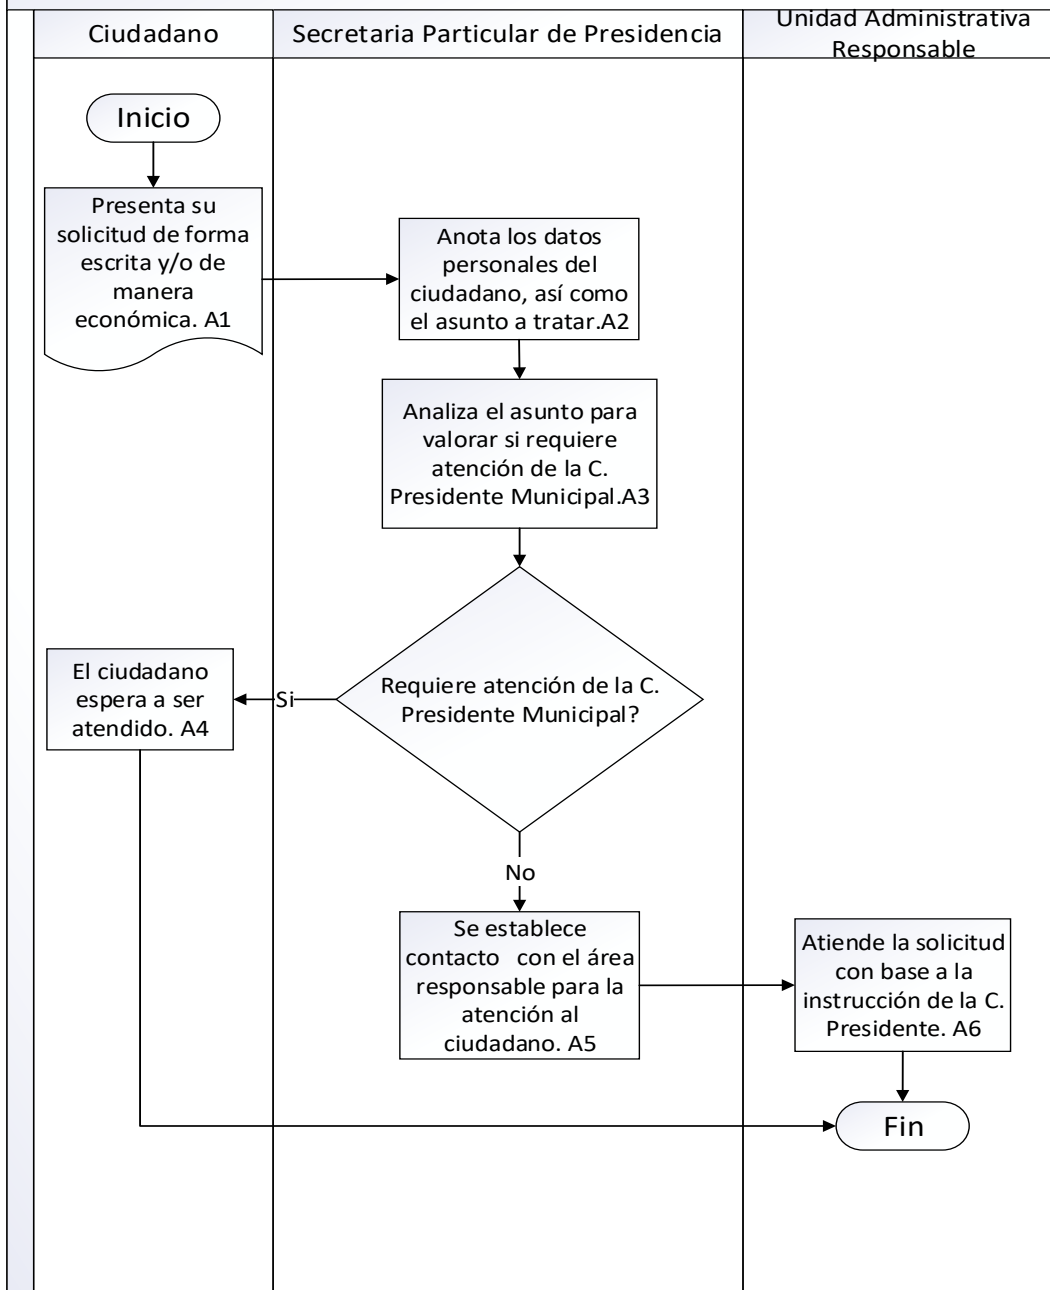 Ciudadano
Secretaria Particular de Presidencia
Unidad Administrativa
Responsable
Inicio
Presenta su
solicitud de forma
escrita y/o de
manera
económica. A1
Anota los datos
personales del
ciudadano, así como
el asunto a tratar.A2
Analiza el asunto para
valorar si requiere
atención de la C.
Presidente Municipal.A3
Requiere atención de la C.
Presidente Municipal?
Si
El ciudadano
espera a ser
atendido. A4
No
Se establece
contacto con el área
responsable para la
atención al
ciudadano. A5
Atiende la solicitud
con base a la
instrucción de la C.
Presidente. A6
Fin